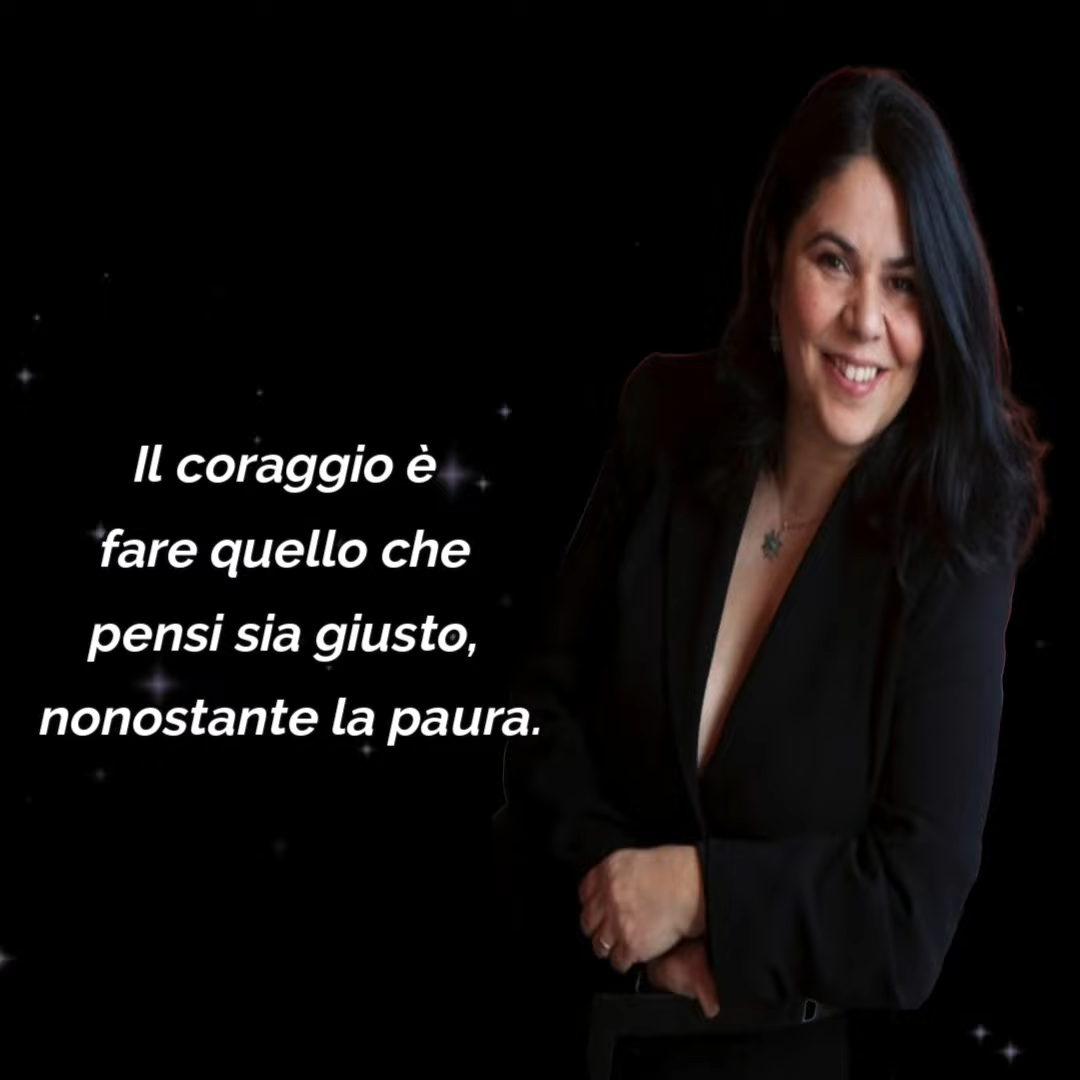 Il coraggio è
fare quello che
pensi sia giusto,
nonostante la paura.